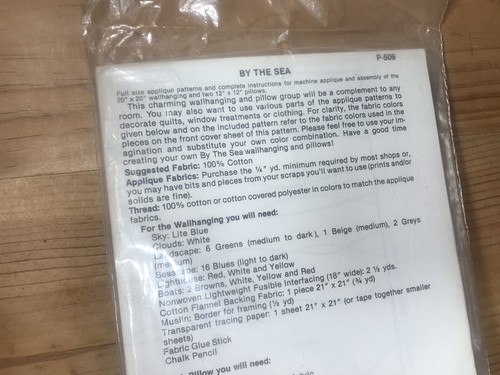 P-509
BY THE SEA
Full size applique patterns and complete instructions for machine applique and assembly of the
20" x 20" wallhanging and two 12" x 12" pillows.
This charming wallhanging and pillow group will be a complement to any
room. You may also want to use various parts of the applique patterns to
decorate quilts, window treatments or clothing. For clarity, the fabric colors
given below and on the included pattern refer to the fabric colors used in the
pieces on the front cover sheet of this pattern. Please feel free to use your im-
agination and substitute your own color combination. Have a good time
creating your own By The Sea wallhanging and pillows!
Suggested Fabric: 100% Cotton
Applique Fabrics: Purchase the ¼" yd. minimum required by most shops or,
you may have bits and pieces from your scraps you'll want to use (prints and/or
solids are fine).
Thread: 100% cotton or cotton covered polyester in colors to match the applique
fabrics.
For the Wallhanging you will need:
Sky: Lite Blue
Clouds: White
Landscape: 6 Greens (medium to dark), 1 Beige (medium), 2 Greys
(medium)
Seascape: 16 Blues (light to dark)
Lighthouse: Red, White and Yellow
Boats: 2 Browns, White, Yellow and Red
Nonwoven Lightweight Fusible Interfacing (18" wide): 2 ½ yds.
Cotton Flannel Backing Fabric: 1 piece 21" x 21" (¾ yd)
Muslin: Border for framing (½ yd)
Transparent tracing paper: 1 sheet 21" x 21" (or tape together smaller
sheets)
Fabric Glue Stick
Chalk Pencil
Pillow you will need: